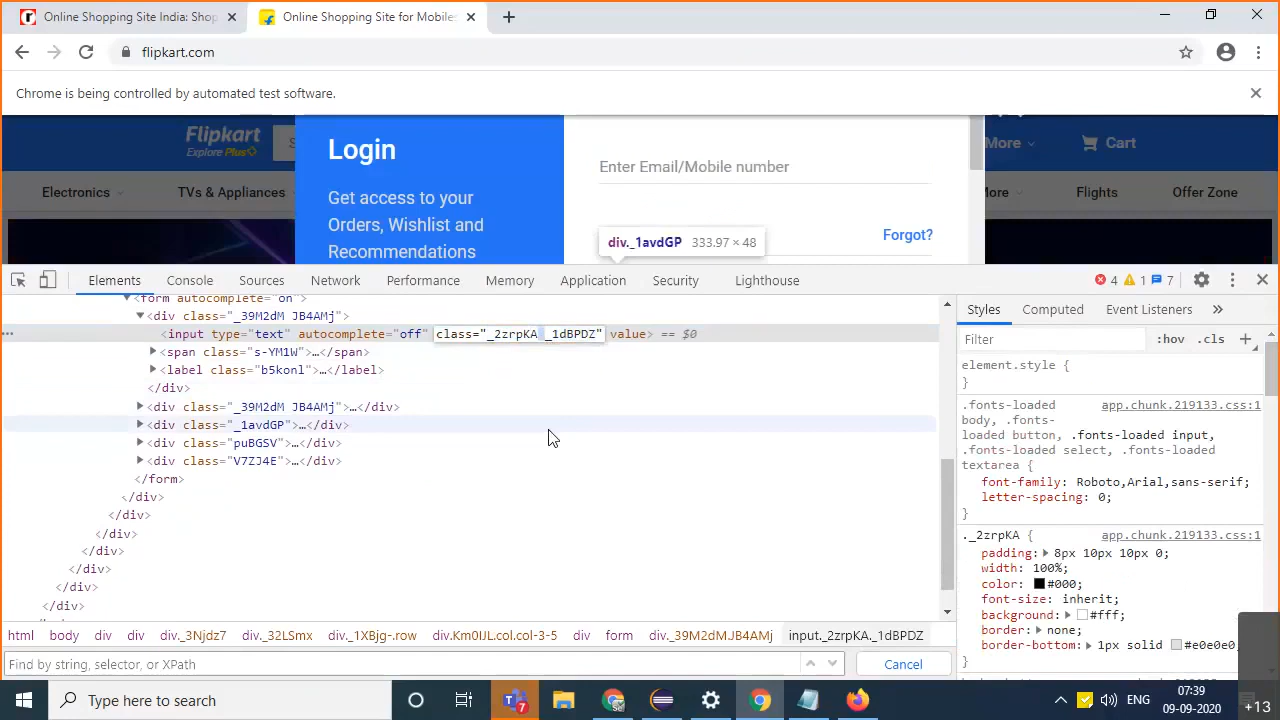 Online Shopping Site India: Shop
Online Shopping Site for Mobiles
flipkart.com
Chrome is being controlled by automated test software.
Flipkart
Explore Plus
S
More
Cart
Electronics
TVs & Appliances
More
Flights
Offer Zone
Login
Get access to your
Orders, Wishlist and
Recommendations
Enter Email/Mobile number
div._1avdGP 333.97 × 48
Forgot?
Elements Console Sources Network Performance Memory Application Security Lighthouse 4 1 7
<form autocomplete="on">
<div class="_39M2dM JB4AMj">
<input type="text" autocomplete="off" class="_2zrpKA _1dBPDZ" value> == $0
<span class="s-YM1W">…</span>
<label class="b5konl">…</label>
</div>
<div class="_39M2dM JB4AMj">…</div>
<div class="_1avdGP">…</div>
<div class="puBGSV">…</div>
<div class="V7ZJ4E">…</div>
</form>
</div>
</div>
</div>
</div>
</div>
</div>
</div>
html body div div div._3Njdz7 div._32LSmx div._1XBjg-.row div.Km0IJL.col.col-3-5 div form div._39M2dM.JB4AMj input._2zrpKA._1dBPDZ
Find by string, selector, or XPath
Cancel
Styles Computed Event Listeners »
Filter :hov .cls +
element.style {
}
.fonts-loaded app.chunk.219133.css:1
body, .fonts-
loaded button, .fonts-loaded input,
.fonts-loaded select, .fonts-loaded
textarea {
font-family: Roboto,Arial,sans-serif;
letter-spacing: 0;
}
._2zrpKA { app.chunk.219133.css:1
padding: 8px 10px 10px 0;
width: 100%;
color: #000;
font-size: inherit;
background: #fff;
border: none;
border-bottom: 1px solid #e0e0e0;
}
Type here to search
7
ENG
07:39
09-09-2020
+13